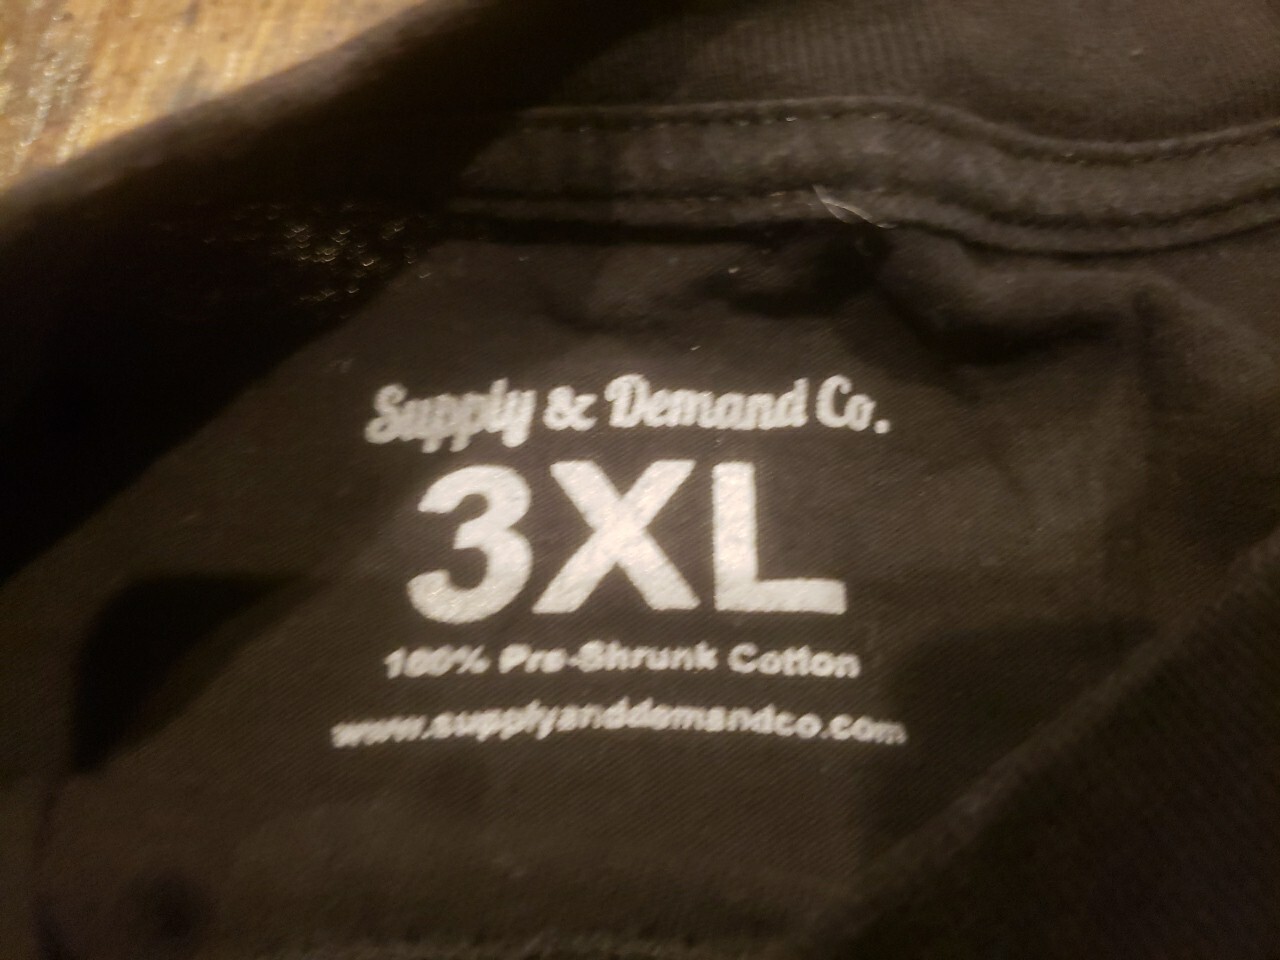 Supply & Demand Co.
3XL
100% Pre-Shrunk Cotton
www.supplyanddemandco.com